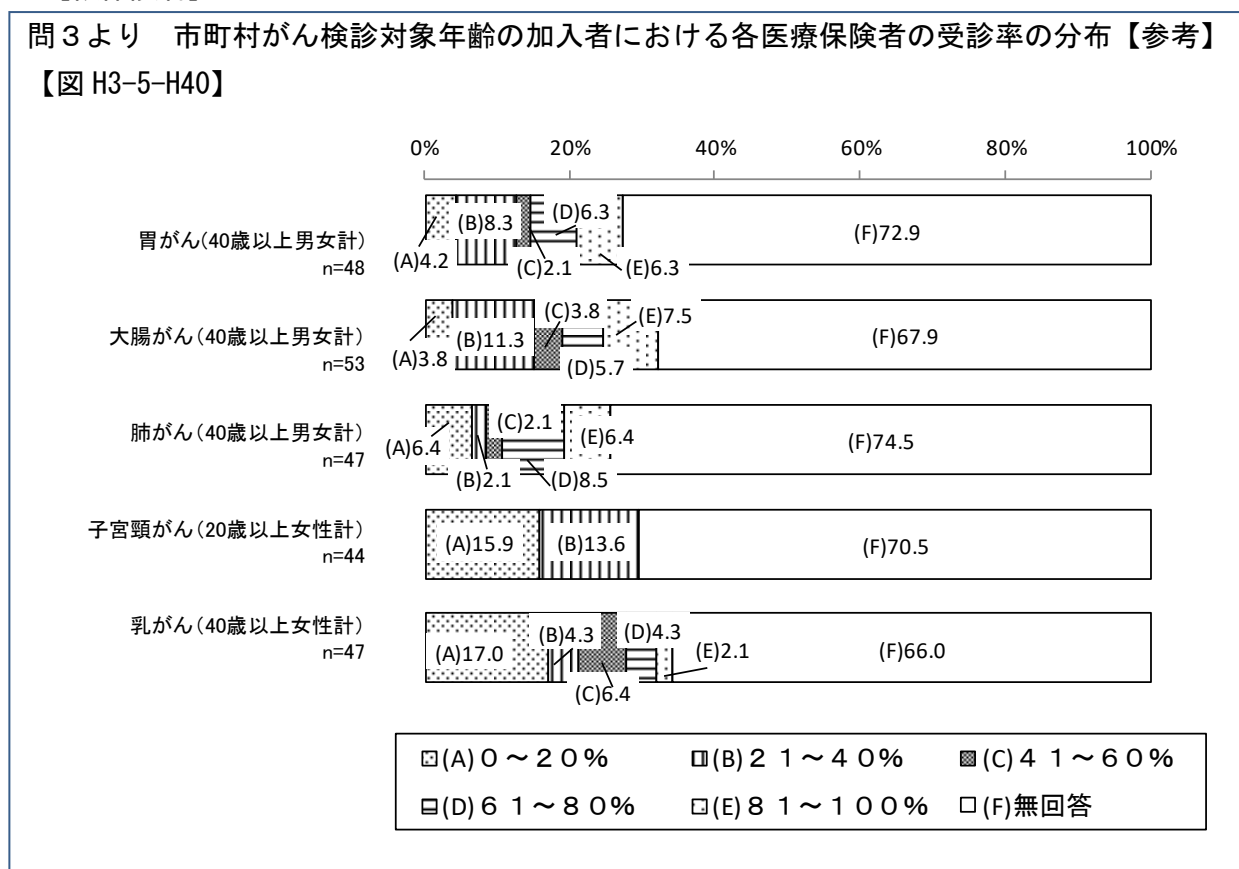 問３より　市町村がん検診対象年齢の加入者における各医療保険者の受診率の分布【参考】
【図 H3-5-H40】
0% 20% 40% 60% 80% 100%
胃がん(40歳以上男女計)
n=48
(A)4.2 (B)8.3 (C)2.1 (D)6.3 (E)6.3 (F)72.9
大腸がん(40歳以上男女計)
n=53
(A)3.8 (B)11.3 (C)3.8 (D)5.7 (E)7.5 (F)67.9
肺がん(40歳以上男女計)
n=47
(A)6.4 (B)2.1 (C)2.1 (D)8.5 (E)6.4 (F)74.5
子宮頸がん(20歳以上女性計)
n=44
(A)15.9 (B)13.6 (F)70.5
乳がん(40歳以上女性計)
n=47
(A)17.0 (B)4.3 (C)6.4 (D)4.3 (E)2.1 (F)66.0
(A)０～２０% (B)２１～４０% (C)４１～６０%
(D)６１～８０% (E)８１～１００% (F)無回答